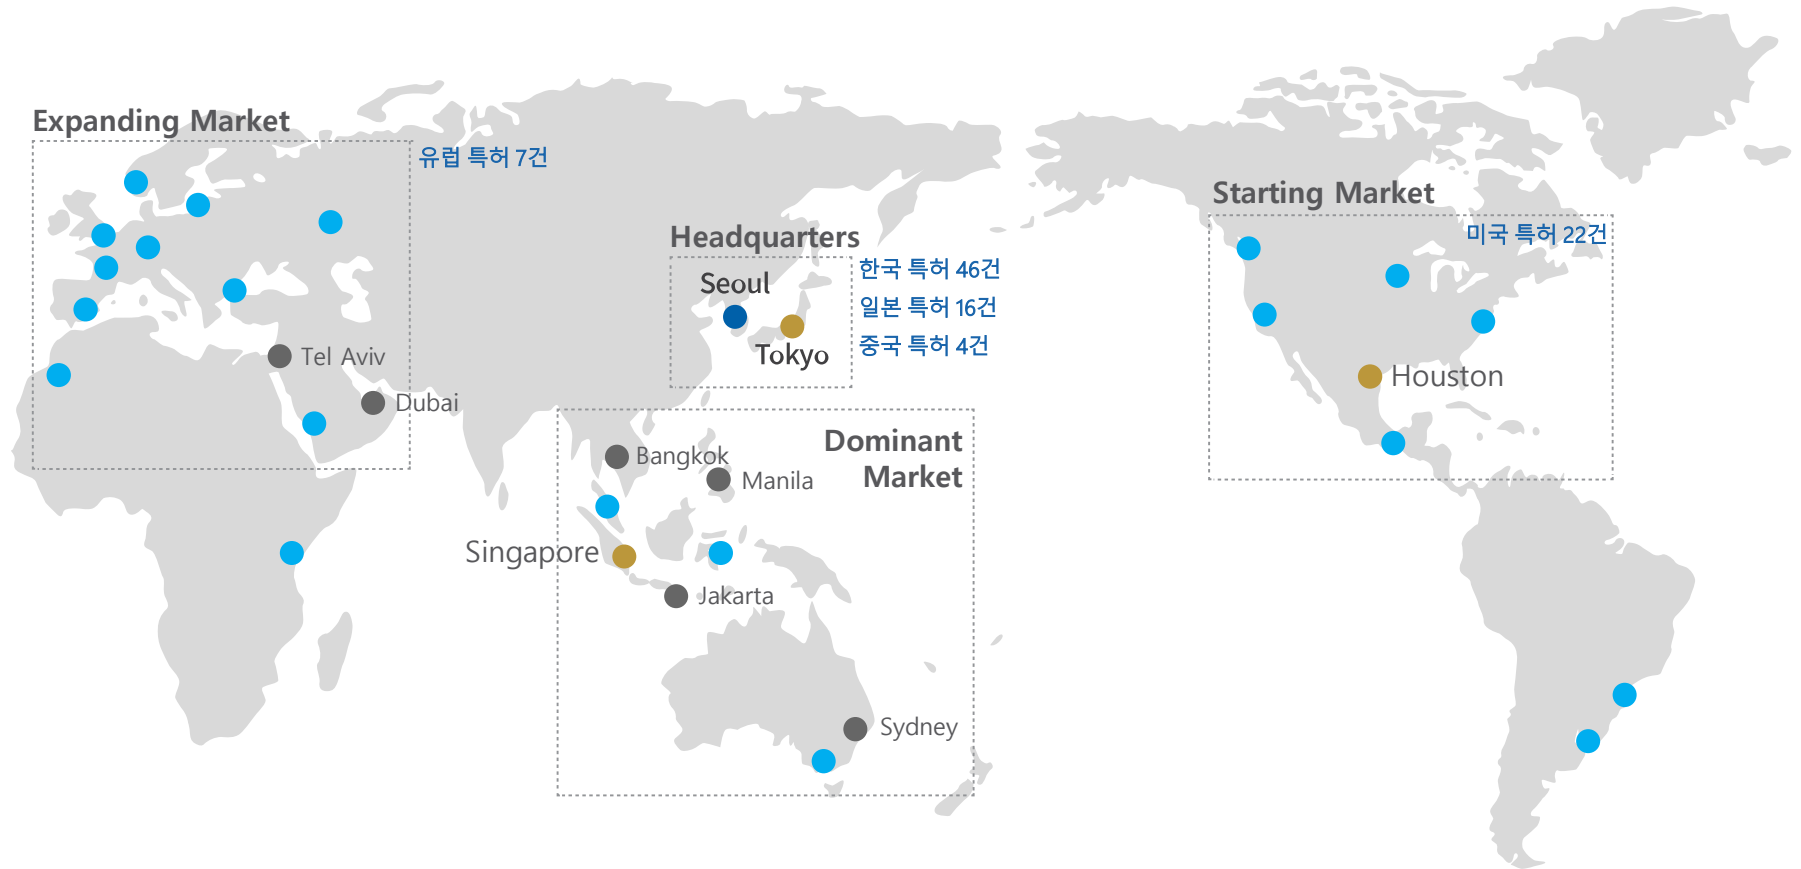 Expanding Market
유럽 특허 7건
Tel Aviv
Dubai
Headquarters
Seoul
Tokyo
한국 특허 46건
일본 특허 16건
중국 특허 4건
Dominant
Market
Bangkok
Manila
Singapore
Jakarta
Sydney
Starting Market
미국 특허 22건
Houston